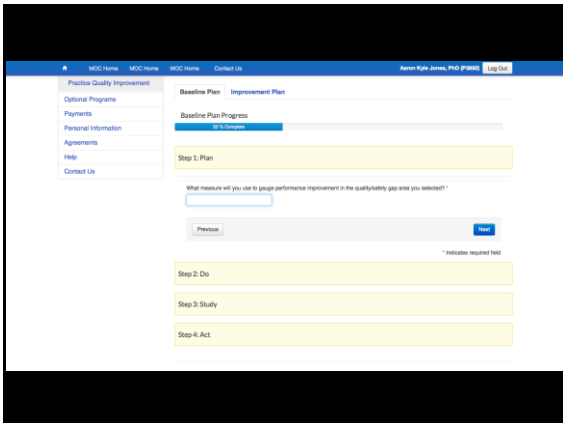 MOC Home MOC Home MOC Home Contact Us Aaron Kyle Jones, PhD (P3692) Log Out
Practice Quality Improvement
Optional Programs
Payments
Personal Information
Agreements
Help
Contact Us
Baseline Plan Improvement Plan
Baseline Plan Progress
% Complete
Step 1: Plan
What measure will you use to gauge performance improvement in the quality/safety gap area you selected? *
Previous Next
* Indicates required field
Step 2: Do
Step 3: Study
Step 4: Act